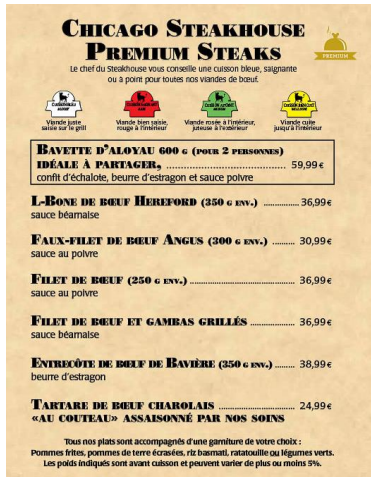 CHICAGO STEAKHOUSE
PREMIUM STEAKS
PREMIUM
Le chef du Steakhouse vous conseille une cuisson bleue, saignante
ou à point pour toutes nos viandes de bœuf.
Viande juste saisie sur le grill
Viande bien saisie, rouge à l'intérieur
Viande rosée à l'intérieur, juteuse à l'extérieur
Viande cuite jusqu'à l'intérieur
BAVETTE D'ALOYAU 600 G (POUR 2 PERSONNES)
IDÉALE À PARTAGER, .......................................... 59,99€
confit d'échalote, beurre d'estragon et sauce poivre
L-BONE DE BŒUF HEREFORD (350 G ENV.) ............... 36,99€
sauce béarnaise
FAUX-FILET DE BŒUF ANGUS (300 G ENV.) .......... 30,99€
sauce au poivre
FILET DE BŒUF (250 G ENV.) ................................ 36,99€
sauce au poivre
FILET DE BŒUF ET GAMBAS GRILLÉS ................... 36,99€
sauce béarnaise
ENTRECÔTE DE BŒUF DE BAVIÈRE (350 G ENV.) ......... 38,99€
beurre d'estragon
TARTARE DE BŒUF CHAROLAIS ............................ 24,99€
«AU COUTEAU» ASSAISONNÉ PAR NOS SOINS
Tous nos plats sont accompagnés d'une garniture de votre choix :
Pommes frites, pommes de terre écrasées, riz basmati, ratatouille ou légumes verts.
Les poids indiqués sont avant cuisson et peuvent varier de plus ou moins 5%.